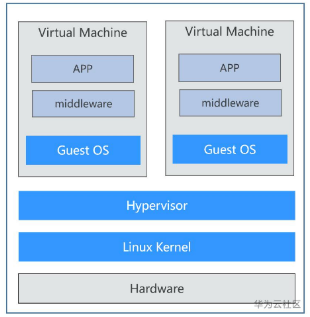 Virtual Machine
APP
middleware
Guest OS
Virtual Machine
APP
middleware
Guest OS
Hypervisor
Linux Kernel
Hardware
华为云社区